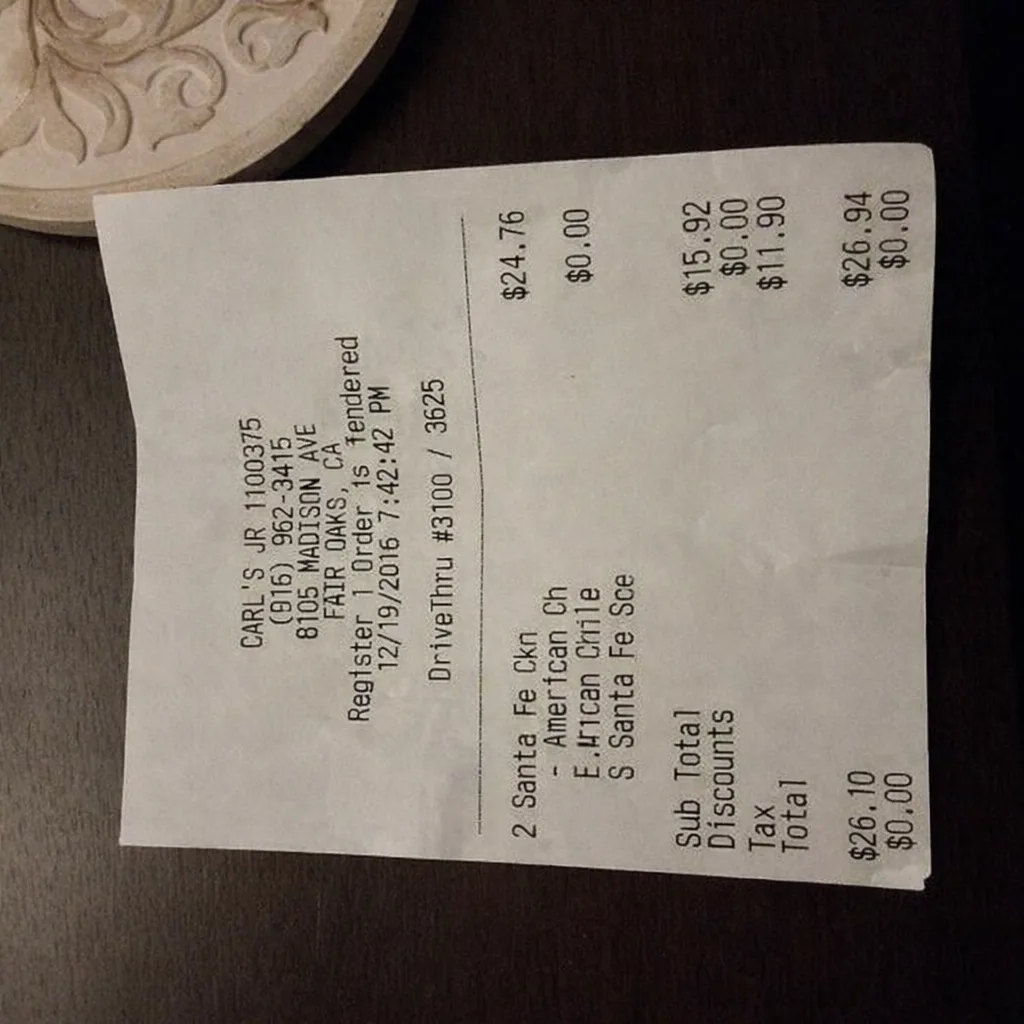 CARL'S JR 1100375
(916) 962-3415
8105 MADISON AVE
FAIR OAKS, CA
Register 1 Order is Tendered
12/19/2016 7:42:42 PM
DriveThru #3100 / 3625
2 Santa Fe Ckn $24.76
- American Ch
E. Chile $0.00
S Santa Fe Sce
Sub Total $15.92
Discounts $0.00
Tax $11.90
Total
$26.10 $26.94
$0.00 $0.00